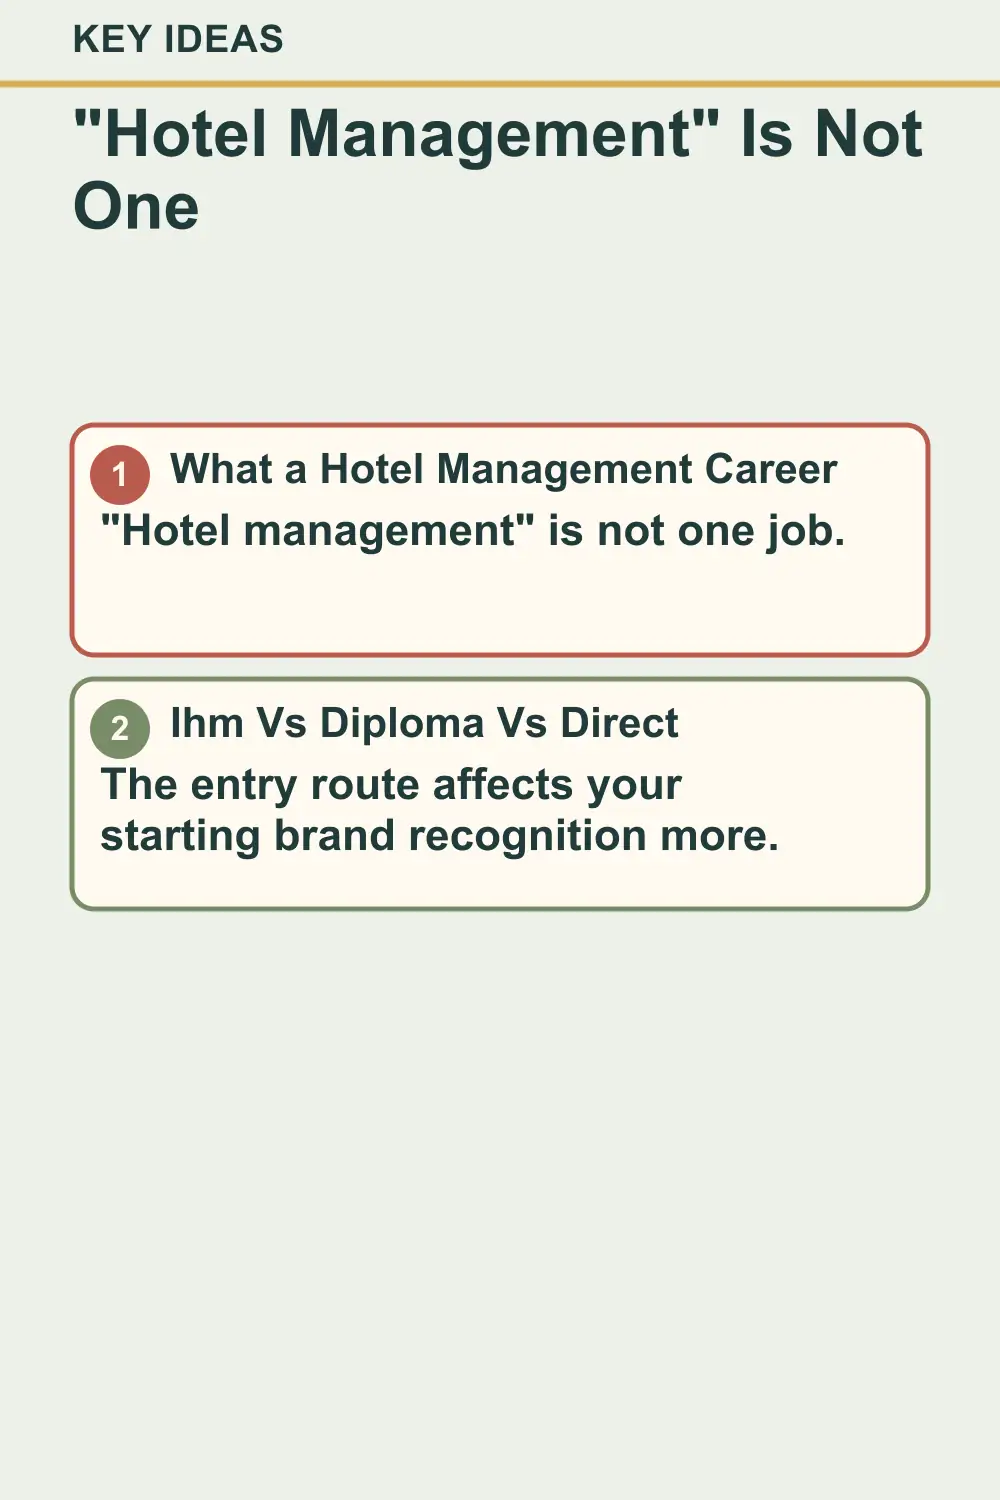 KEY IDEAS
"Hotel Management" Is Not
One
1 What a Hotel Management Career
"Hotel management" is not one job.
2 Ihm Vs Diploma Vs Direct
The entry route affects your
starting brand recognition more.